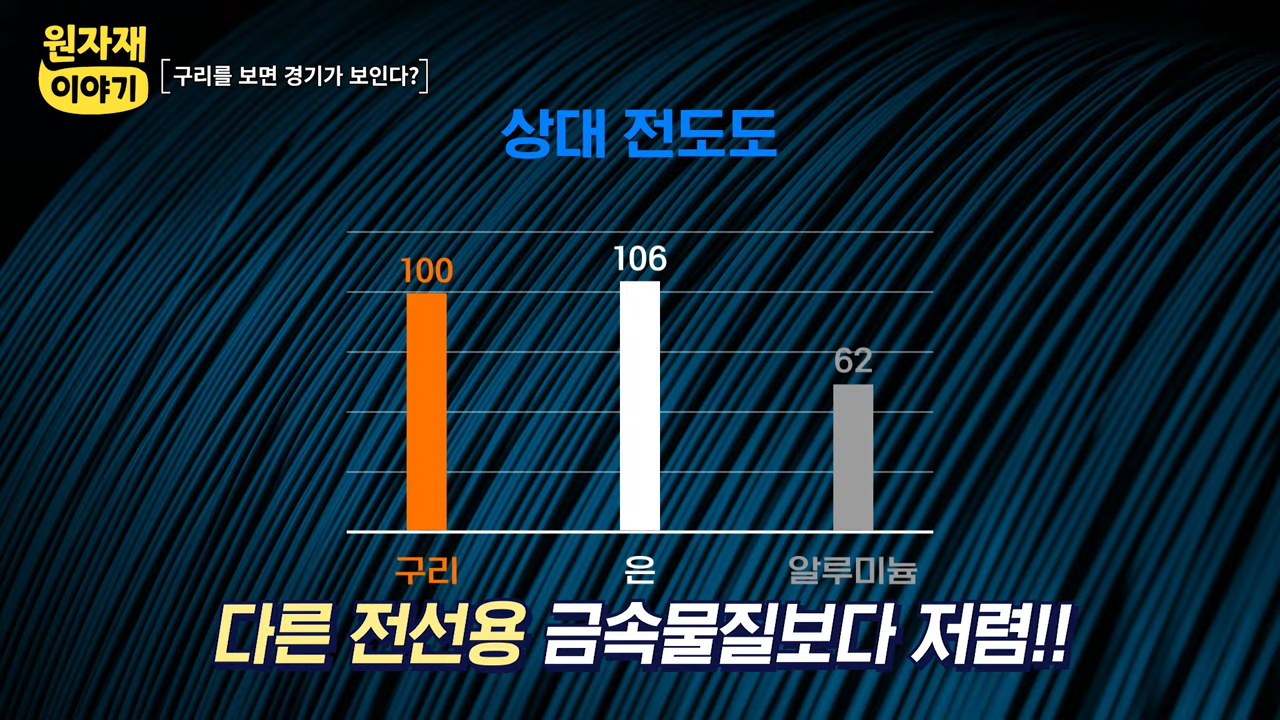 원자재
이야기
[구리를 보면 경기가 보인다?]
상대 전도도
100
106
62
구리
은
알루미늄
다른 전선용 금속물질보다 저렴!!